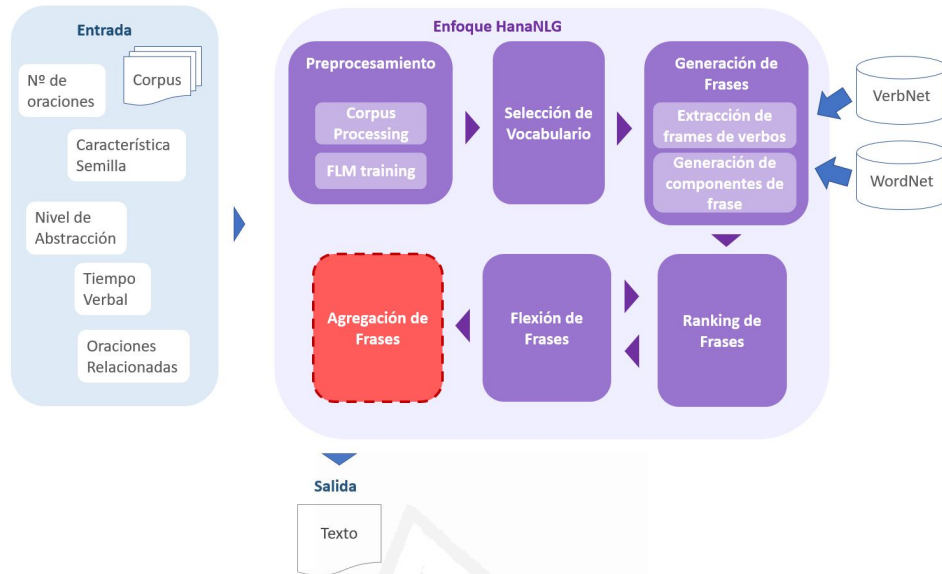 Entrada
Nº de
oraciones
Corpus
Característica
Semilla
Nivel de
Abstracción
Tiempo
Verbal
Oraciones
Relacionadas
Enfoque HanaNLG
Preprocesamiento
Corpus
Processing
FLM training
Selección de
Vocabulario
Generación de
Frases
Extracción de
frames de verbos
Generación de
componentes de
frase
VerbNet
WordNet
Agregación de
Frases
Flexión de
Frases
Ranking de
Frases
Salida
Texto